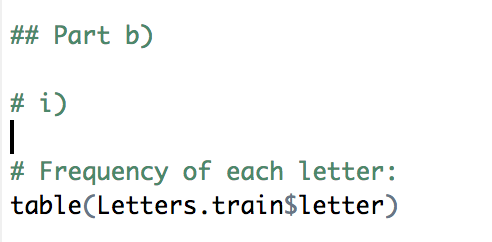 ## Part b)
# i)
# Frequency of each letter:
table(Letters.train$letter)